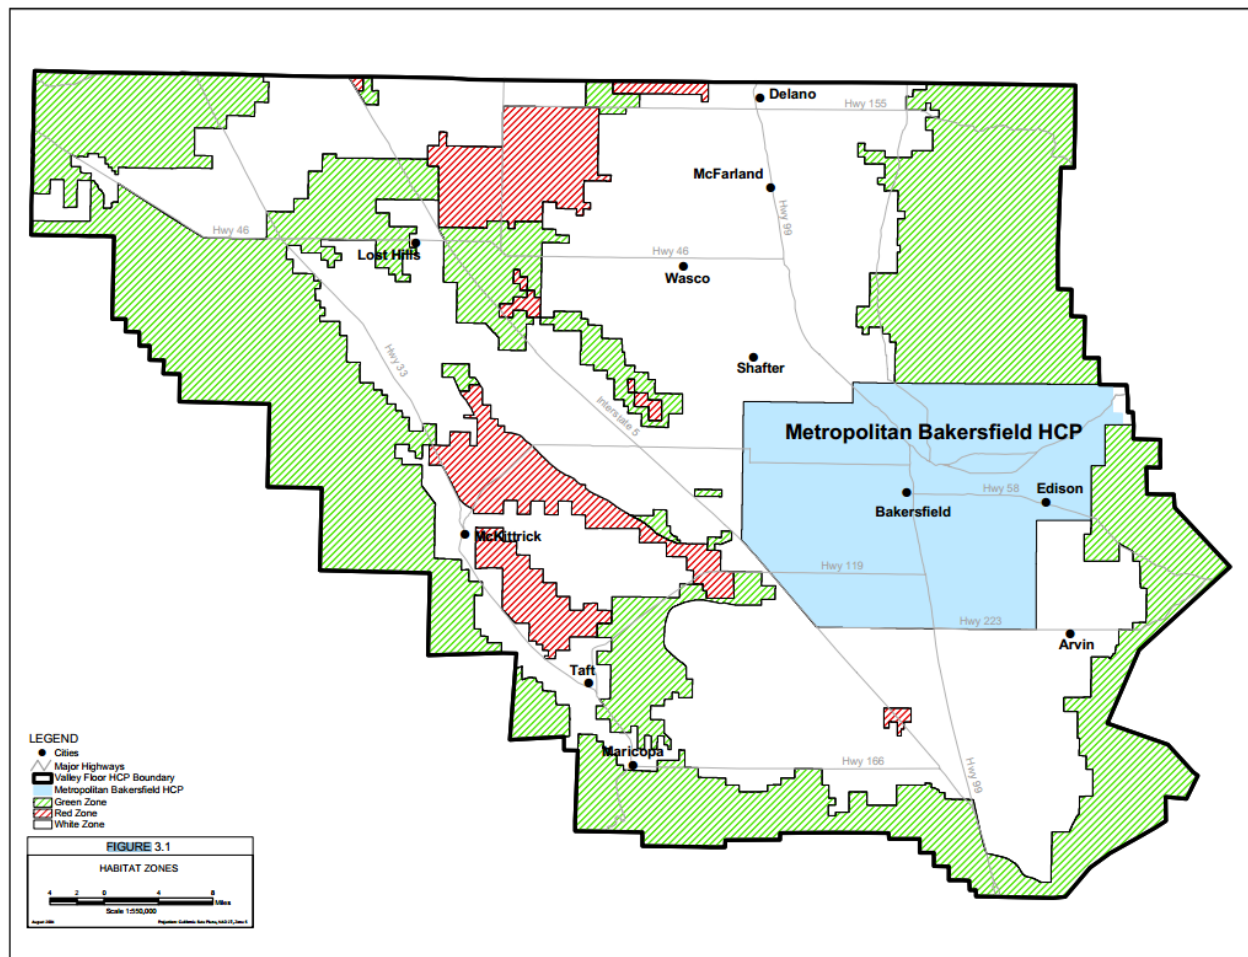 Delano
Hwy 155
McFarland
Hwy 99
Hwy 46
Lost Hills
Hwy 46
Wasco
Hwy 33
Shafter
Interstate 5
Metropolitan Bakersfield HCP
Hwy 58
Edison
Bakersfield
McKittrick
Hwy 119
Hwy 223
Arvin
Taft
Maricopa
Hwy 166
Hwy 99
LEGEND
Cities
Major Highways
Valley Floor HCP Boundary
Metropolitan Bakersfield HCP
Green Zone
Red Zone
White Zone
FIGURE 3.1
HABITAT ZONES
4 2 0 4 8
Miles
Scale 1:550,000